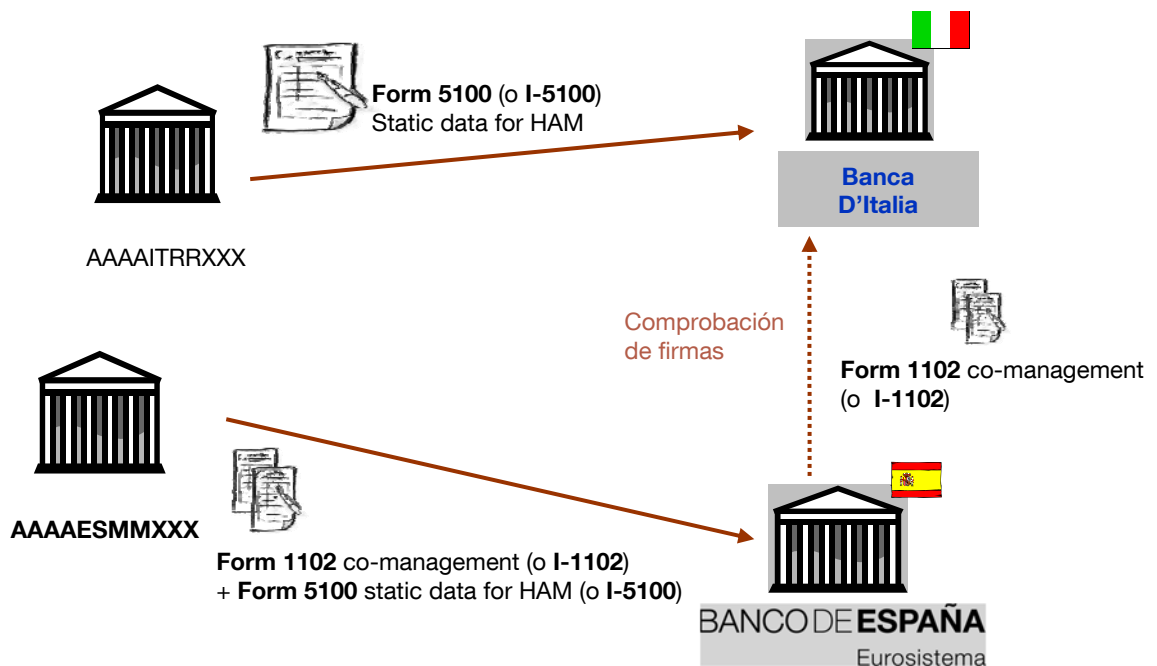 Form 5100 (o I-5100)
Static data for HAM
Banca
D’Italia
AAAAITRRXXX
Comprobación
de firmas
Form 1102 co-management
(o I-1102)
AAAAESMMXXX
Form 1102 co-management (o I-1102)
+ Form 5100 static data for HAM (o I-5100)
BANCO DE ESPAÑA
Eurosistema